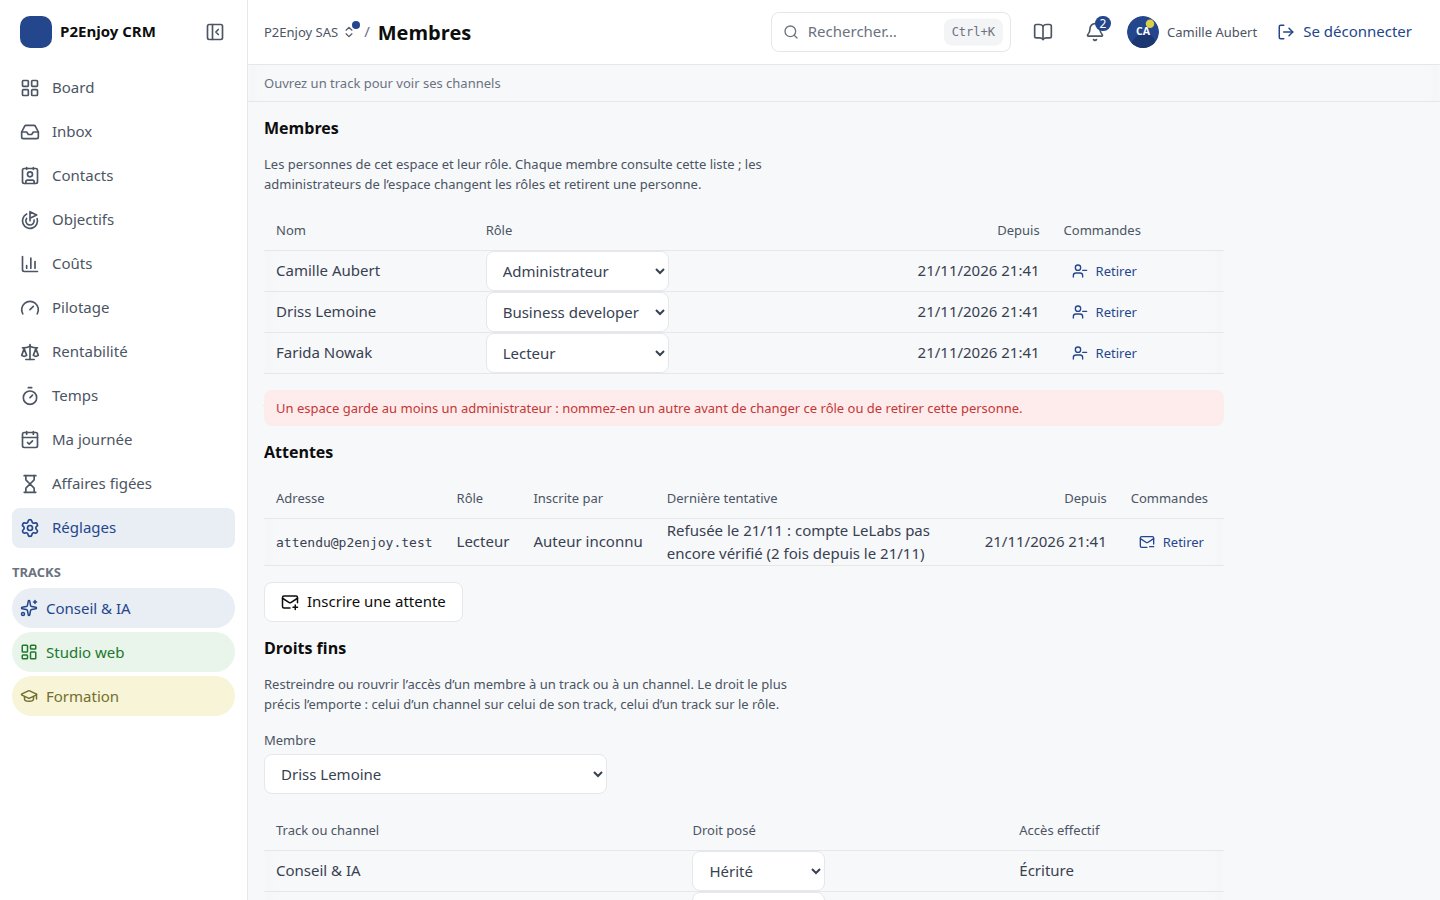 P2Enjoy CRM
P2Enjoy SAS / Membres
Rechercher... Ctrl+K
2
CA Camille Aubert
Se déconnecter
Board
Inbox
Contacts
Objectifs
Coûts
Pilotage
Rentabilité
Temps
Ma journée
Affaires figées
Réglages
TRACKS
Conseil & IA
Studio web
Formation
Ouvrez un track pour voir ses channels
Membres
Les personnes de cet espace et leur rôle. Chaque membre consulte cette liste ; les
administrateurs de l’espace changent les rôles et retirent une personne.
Nom Rôle Depuis Commandes
Camille Aubert Administrateur 21/11/2026 21:41 Retirer
Driss Lemoine Business developer 21/11/2026 21:41 Retirer
Farida Nowak Lecteur 21/11/2026 21:41 Retirer
Un espace garde au moins un administrateur : nommez-en un autre avant de changer ce rôle ou de retirer cette personne.
Attentes
Adresse Rôle Inscrite par Dernière tentative Depuis Commandes
attendu@p2enjoy.test Lecteur Auteur inconnu Refusée le 21/11 : compte LeLabs pas
encore vérifié (2 fois depuis le 21/11) 21/11/2026 21:41 Retirer
Inscrire une attente
Droits fins
Restreindre ou rouvrir l’accès d’un membre à un track ou à un channel. Le droit le plus
précis l’emporte : celui d’un channel sur celui de son track, celui d’un track sur le rôle.
Membre
Driss Lemoine
Track ou channel Droit posé Accès effectif
Conseil & IA Hérité Écriture